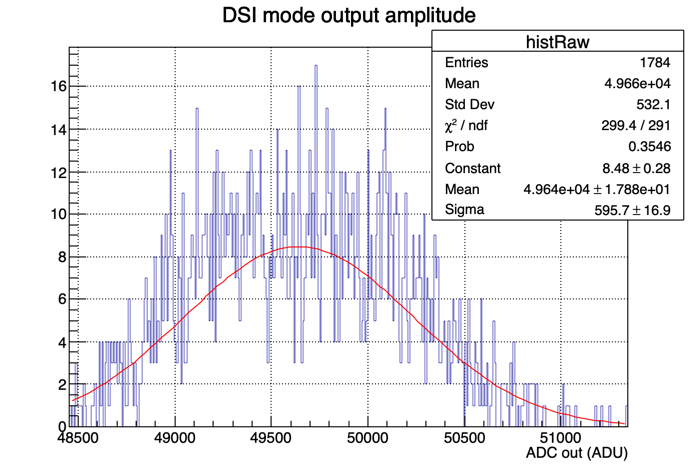 DSI mode output amplitude
histRaw
Entries 1784
Mean 4.966e+04
Std Dev 532.1
χ² / ndf 299.4 / 291
Prob 0.3546
Constant 8.48 ± 0.28
Mean 4.964e+04 ± 1.788e+01
Sigma 595.7 ± 16.9
16
14
12
10
8
6
4
2
0
48500 49000 49500 50000 50500 51000
ADC out (ADU)